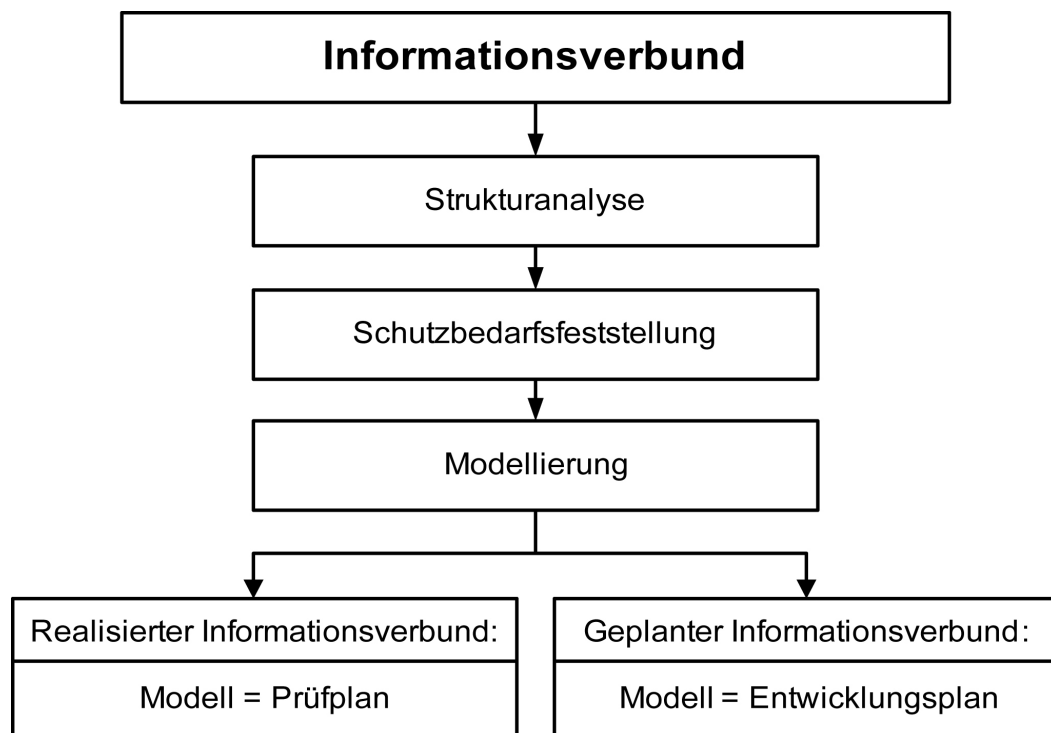 Informationsverbund
Strukturanalyse
Schutzbedarfsfeststellung
Modellierung
Realisierter Informationsverbund:
Modell = Prüfplan
Geplanter Informationsverbund:
Modell = Entwicklungsplan